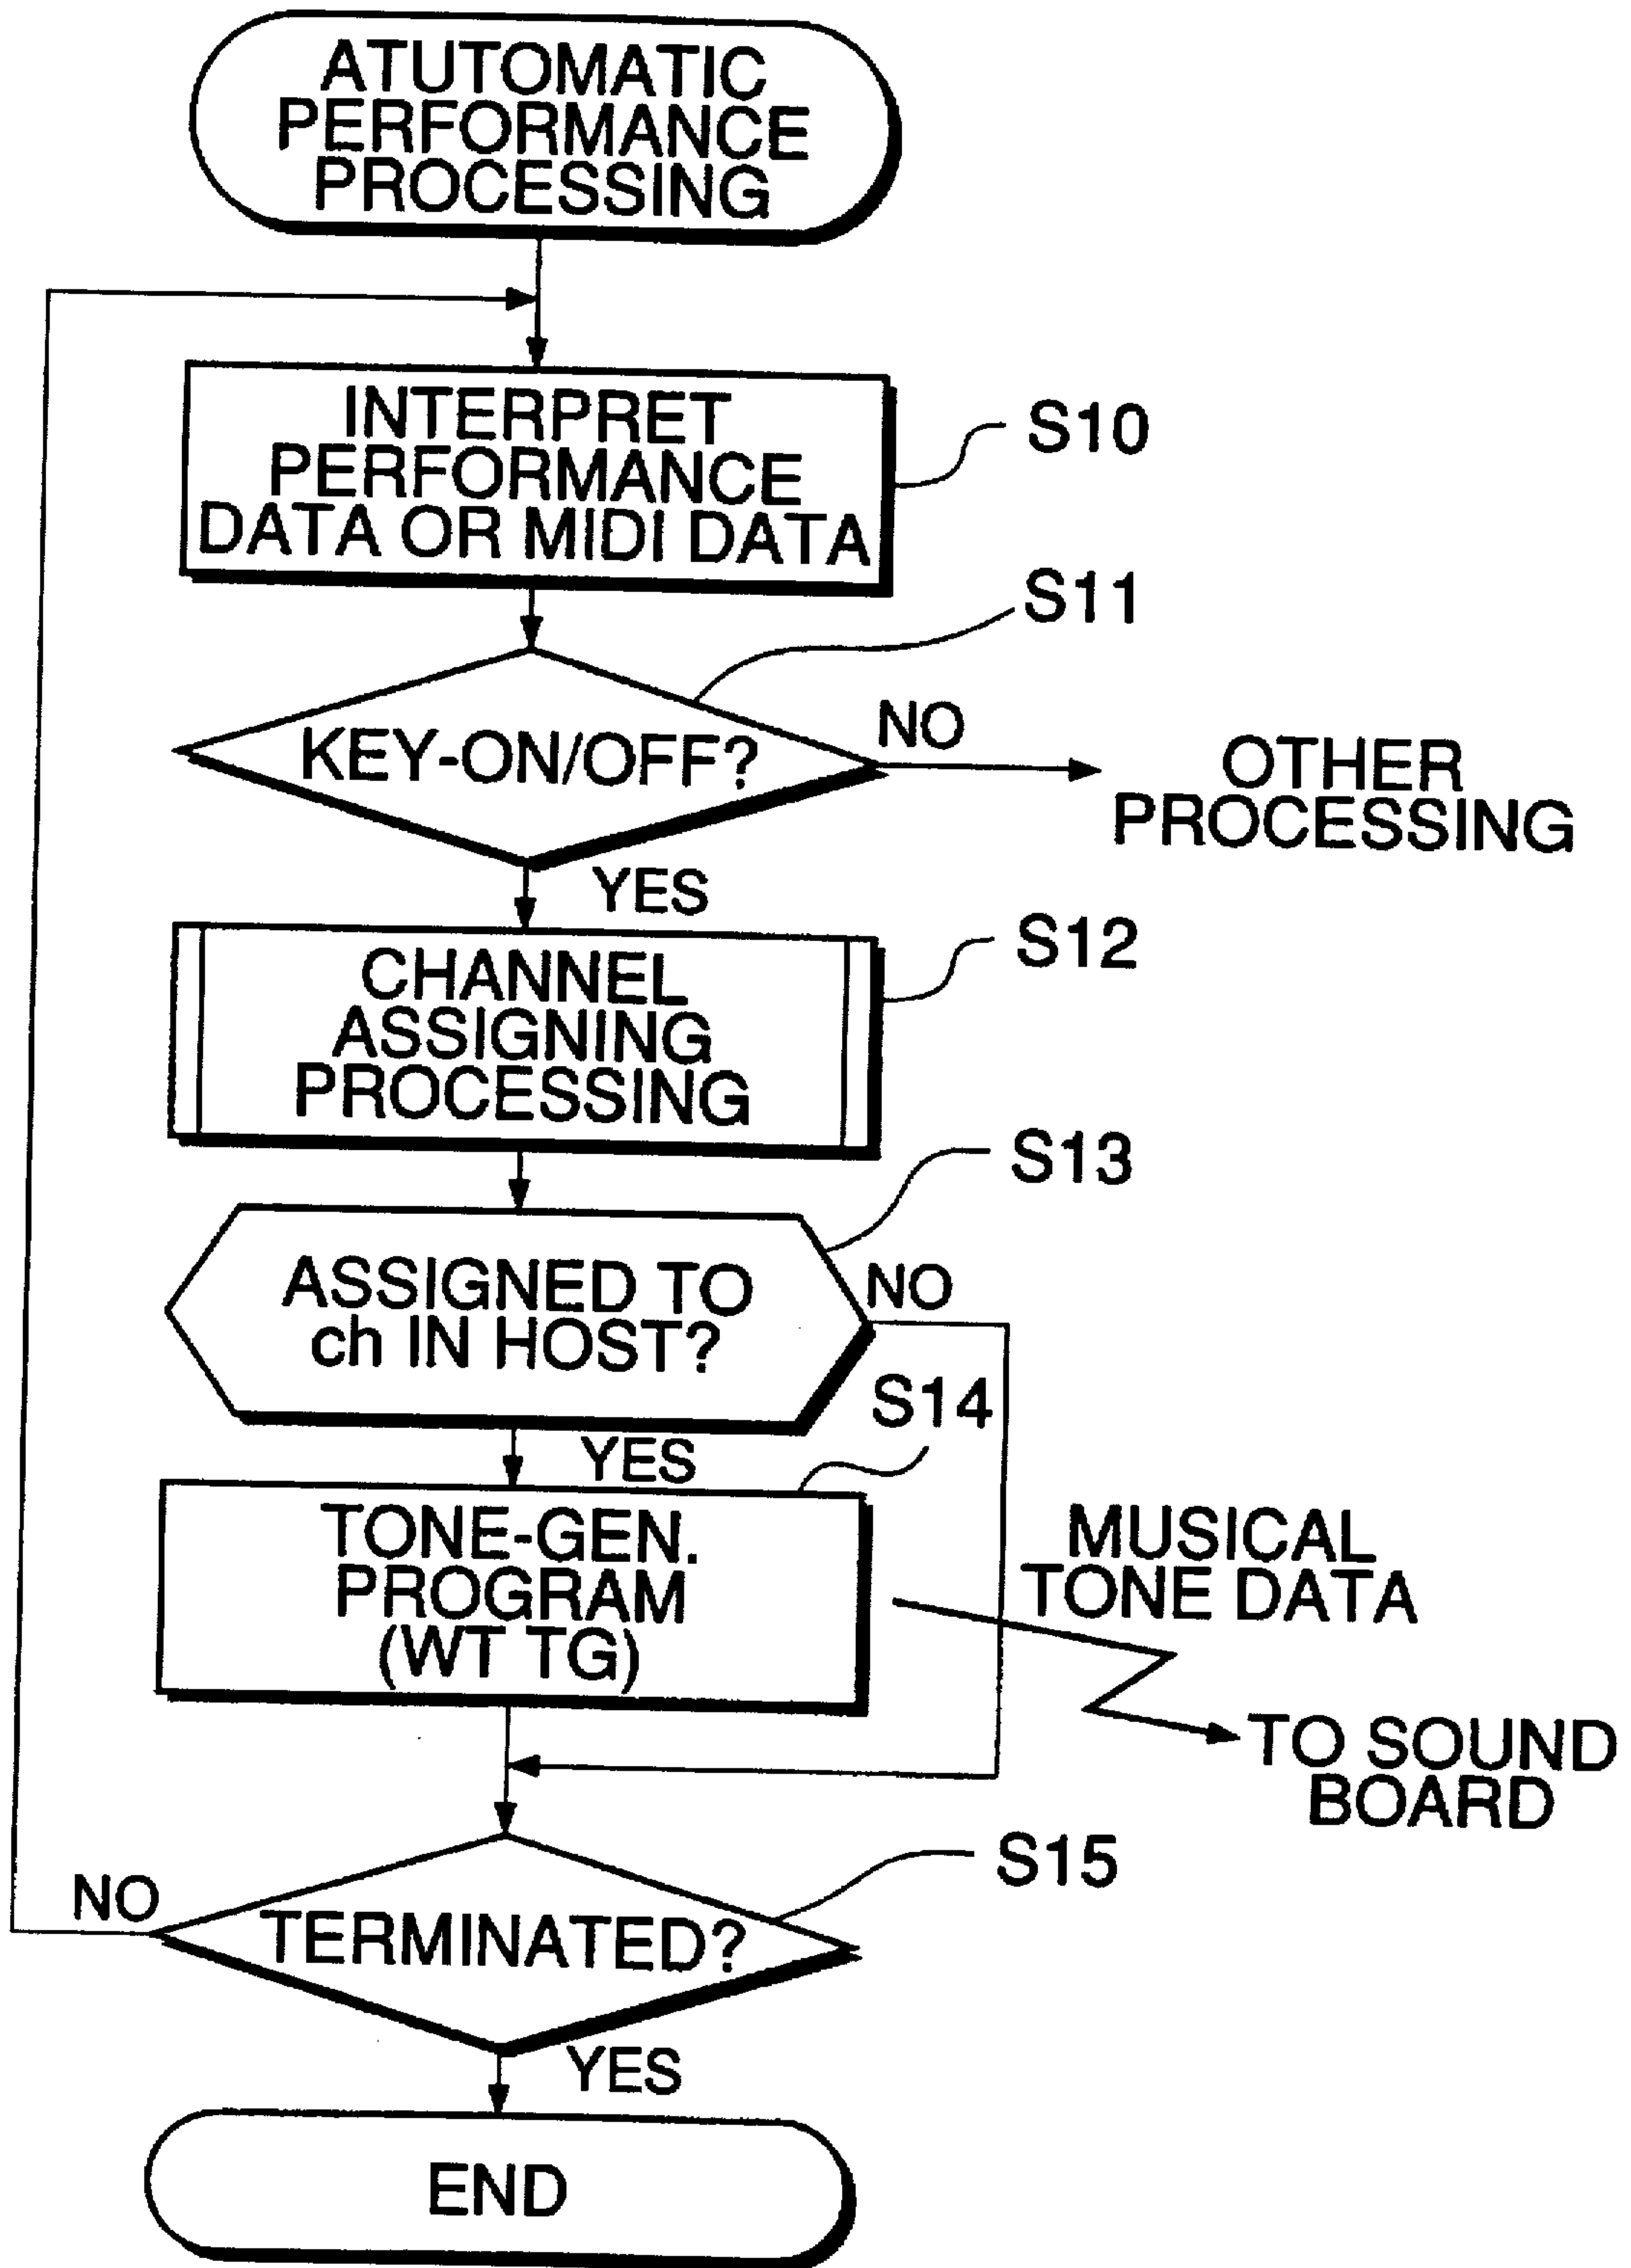 ATUTOMATIC
PERFORMANCE
PROCESSING
INTERPRET
PERFORMANCE
DATA OR MIDI DATA
S10
S11
KEY-ON/OFF?
NO
OTHER
PROCESSING
YES
CHANNEL
ASSIGNING
PROCESSING
S12
S13
ASSIGNED TO
ch IN HOST?
NO
S14
YES
TONE-GEN.
PROGRAM
(WT TG)
MUSICAL
TONE DATA
TO SOUND
BOARD
S15
NO
TERMINATED?
YES
END